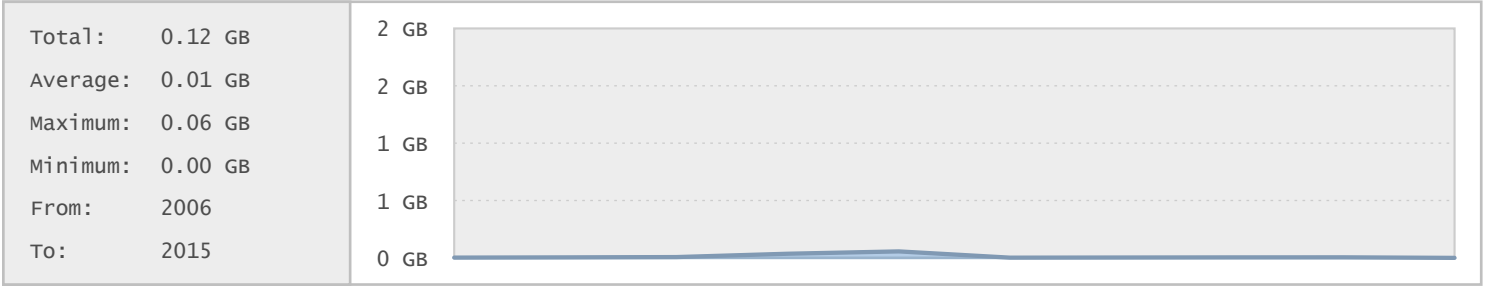 Total: 0.12 GB
Average: 0.01 GB
Maximum: 0.06 GB
Minimum: 0.00 GB
From: 2006
To: 2015
2 GB
2 GB
1 GB
1 GB
0 GB